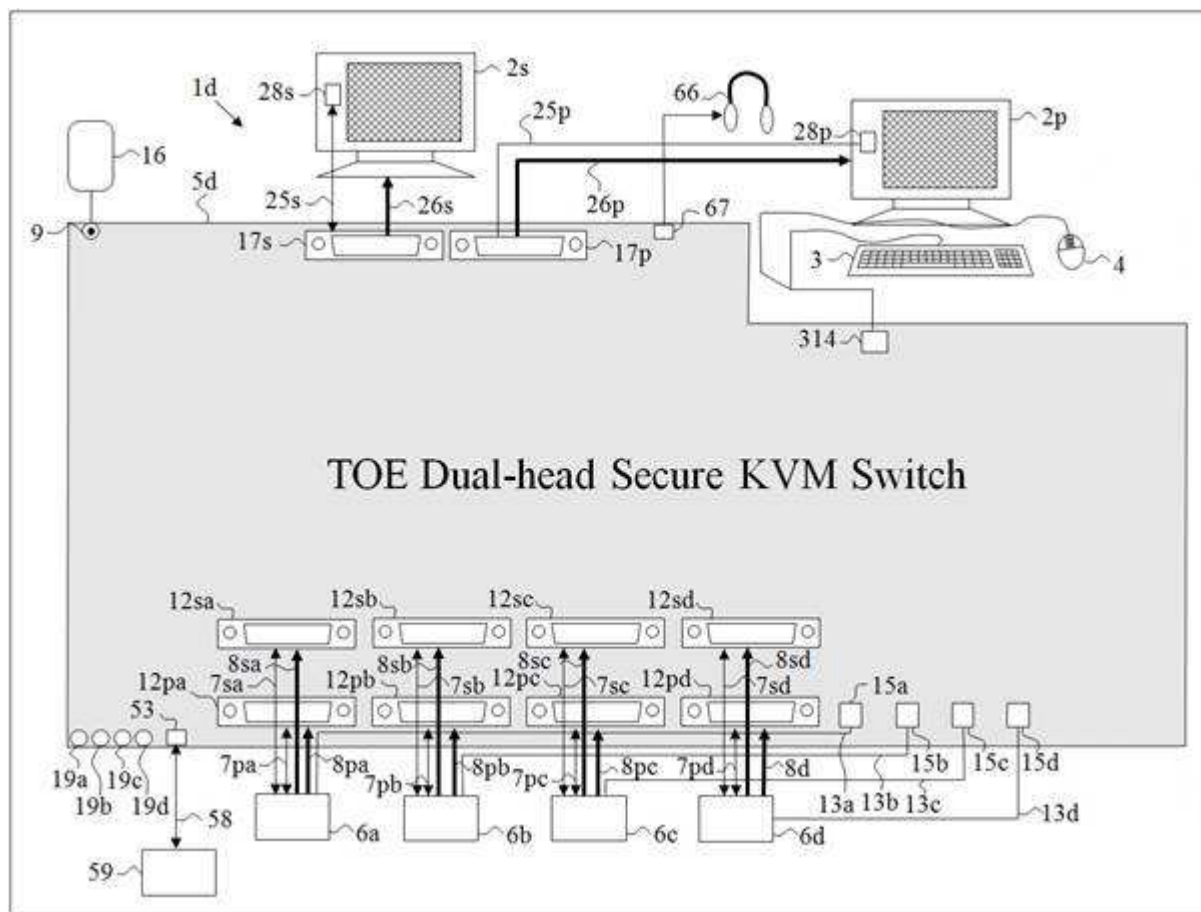 2s
28s
1d
66
25p
2p
28p
16
5d
25s
26s
26p
67
9
17s
17p
3
4
314
TOE Dual-head Secure KVM Switch
12sa
12sb
12sc
12sd
8sa
8sb
8sc
8sd
7sa
12pb
7sb
12pc
7sc
12pd
7sd
15a
12pa
53
19a
19c
7pa
8pa
7pb
8pb
7pc
8pc
7pd
8d
15b
15c
15d
19b
19d
13a
13b
13c
58
6a
6b
6c
6d
13d
59